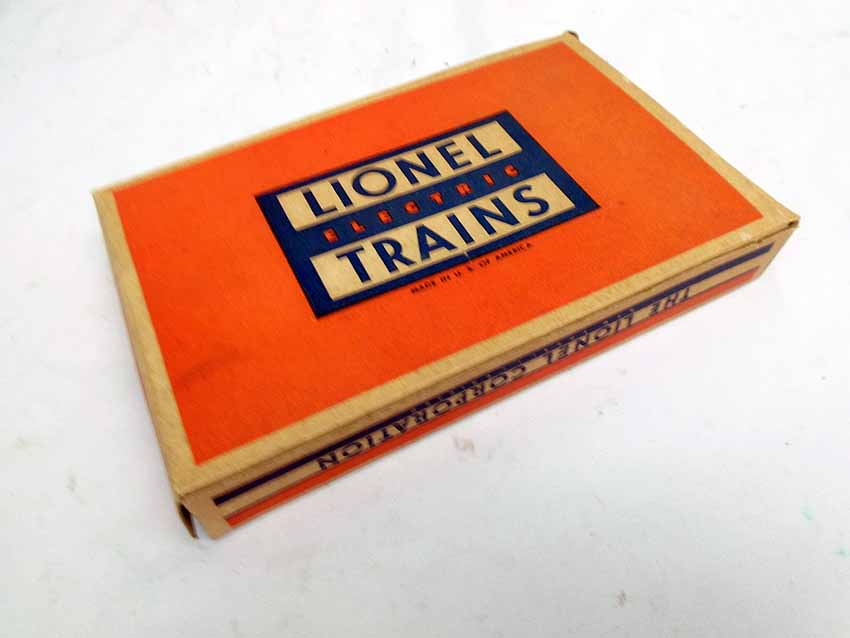 LIONEL
ELECTRIC
TRAINS
MADE IN U. S. OF AMERICA
THE LIONEL CORPORATION